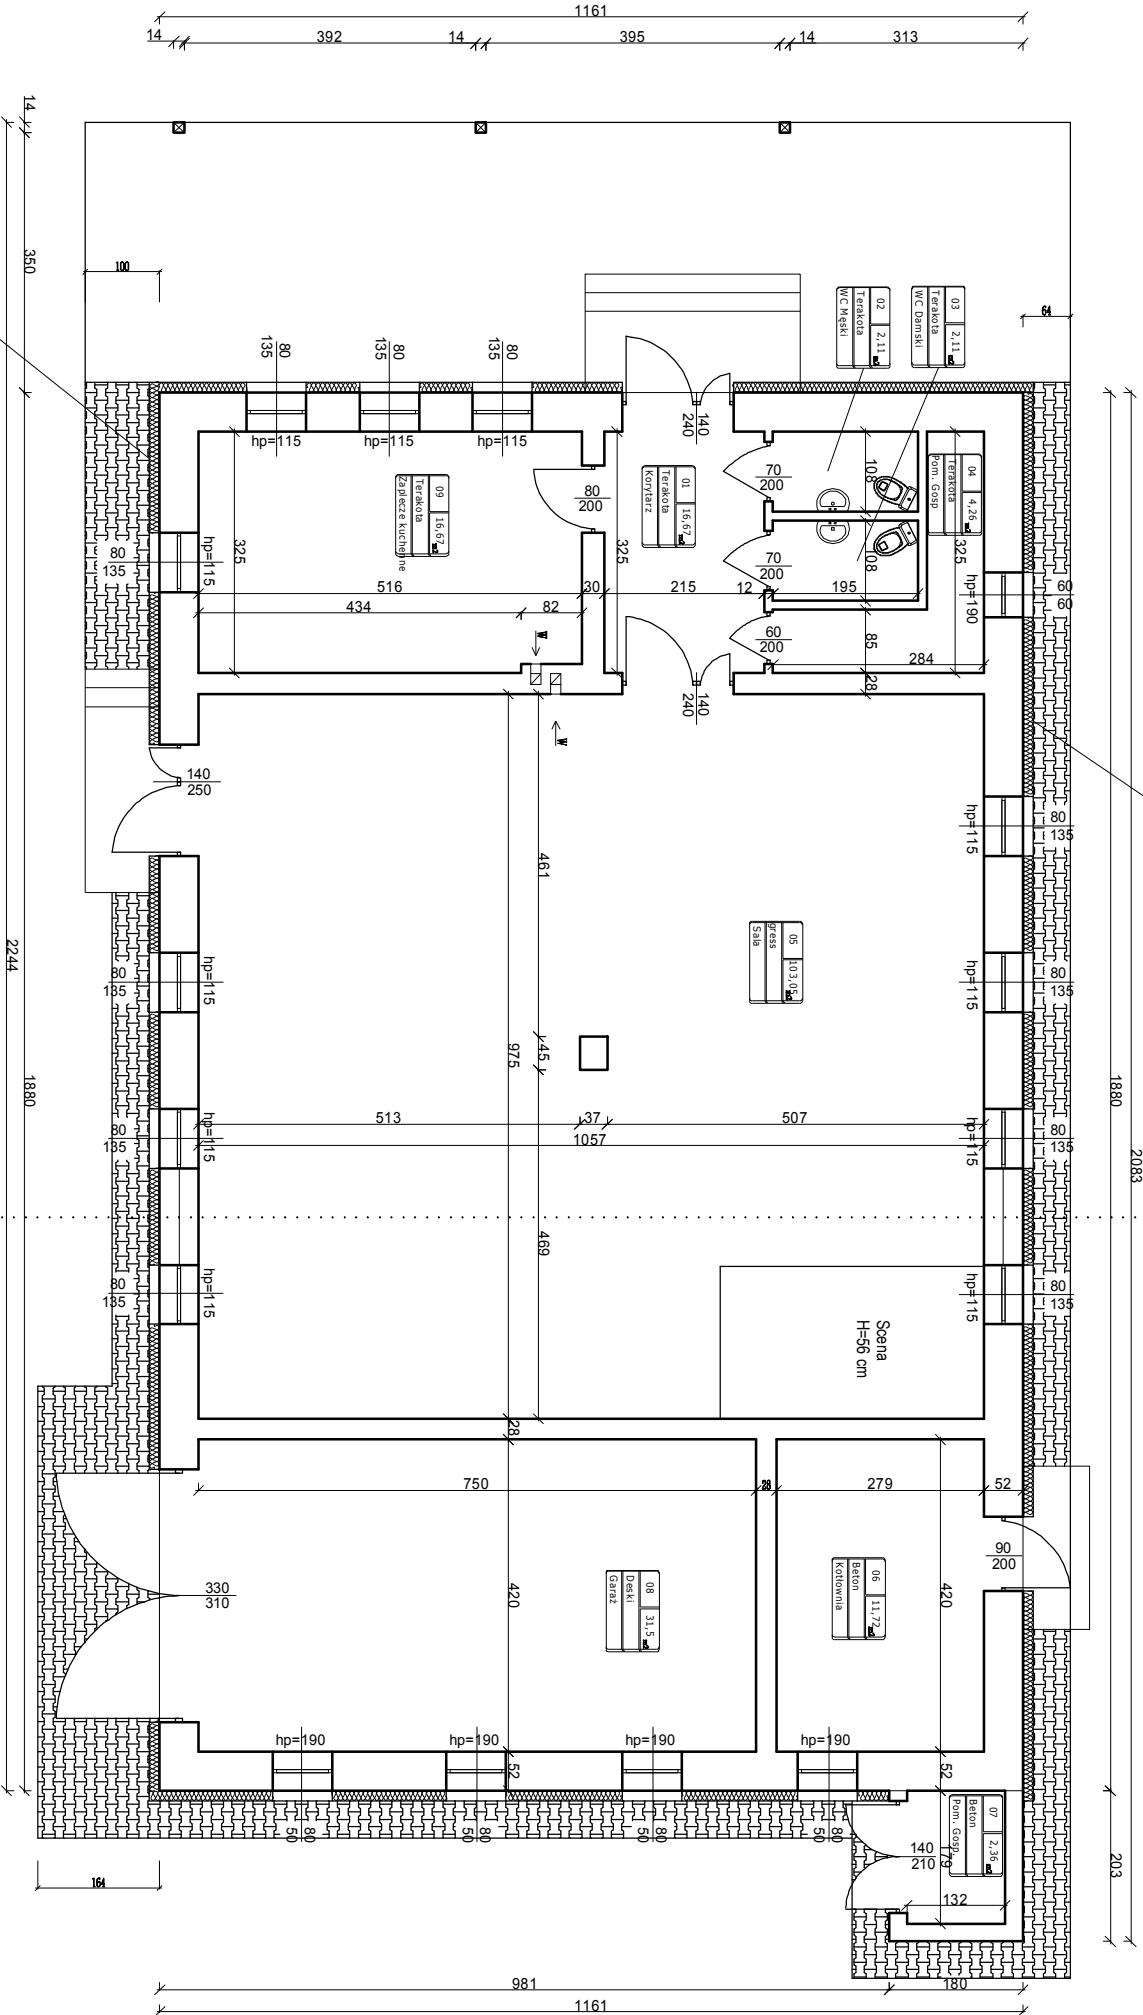 1161
14
392
14
395
14
313
14
350
100
64
03 2,11 m2
Terakota
WC Damski
02 2,11 m2
Terakota
WC Męski
80
135
80
135
80
135
hp=115
hp=115
hp=115
140
240
04 4,26 m2
Terakota
Pom. Gosp
01 16,67 m2
Terakota
Korytarz
09 16,67 m2
Terakota
Zaplecze kuchenne
80
200
70
200
108
70
200
108
60
200
325
325
325
80
135
hp=115
hp=190
60
60
516
30
215
12
195
434
82
85
284
28
W
W
140
240
140
250
hp=115
80
135
461
05 103,05 m2
gress
Sala
80
135
hp=115
hp=115
80
135
45
975
513
37
507
1057
80
135
hp=115
hp=115
80
135
469
2244
1880
1880
2083
80
135
hp=115
hp=115
80
135
Scena
H=56 cm
28
750
28
279
52
90
200
330
310
420
420
08 31,5 m2
Deski
Garaż
06 11,72 m2
Beton
Kotłownia
hp=190
hp=190
hp=190
hp=190
52
52
80
50
80
50
80
50
80
50
07 2,36 m2
Beton
Pom. Gosp.
140
210
179
132
203
164
981
180
1161